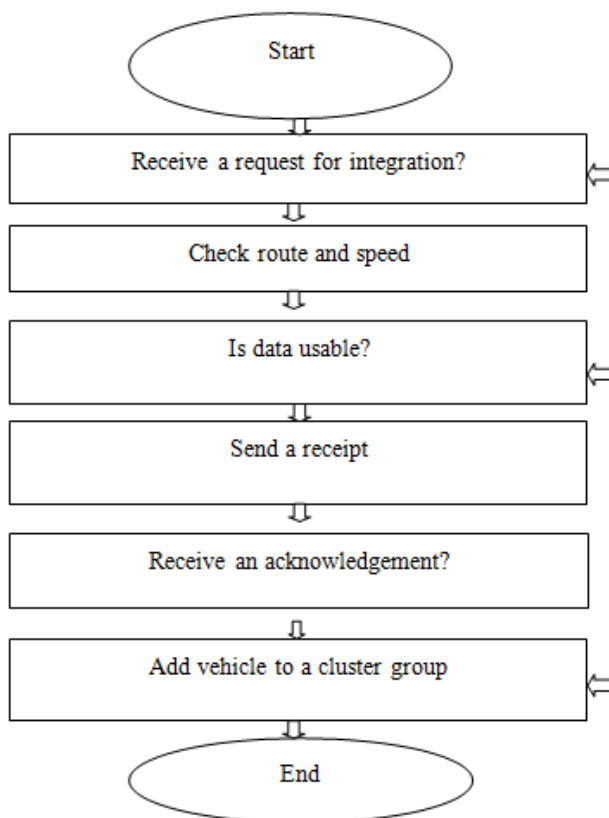 Start
Receive a request for integration?
Check route and speed
Is data usable?
Send a receipt
Receive an acknowledgement?
Add vehicle to a cluster group
End